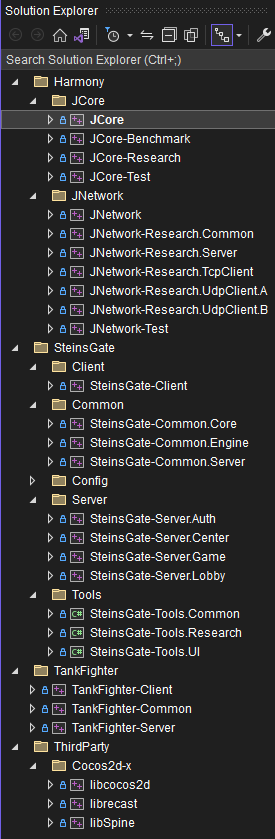 Solution Explorer
Search Solution Explorer (Ctrl+;)
Harmony
JCore
JCore
JCore-Benchmark
JCore-Research
JCore-Test
JNetwork
JNetwork
JNetwork-Research.Common
JNetwork-Research.Server
JNetwork-Research.TcpClient
JNetwork-Research.UdpClient.A
JNetwork-Research.UdpClient.B
JNetwork-Test
SteinsGate
Client
SteinsGate-Client
Common
SteinsGate-Common.Core
SteinsGate-Common.Engine
SteinsGate-Common.Server
Config
Server
SteinsGate-Server.Auth
SteinsGate-Server.Center
SteinsGate-Server.Game
SteinsGate-Server.Lobby
Tools
C# SteinsGate-Tools.Common
C# SteinsGate-Tools.Research
C# SteinsGate-Tools.UI
TankFighter
TankFighter-Client
TankFighter-Common
TankFighter-Server
ThirdParty
Cocos2d-x
libcocos2d
librecast
libSpine